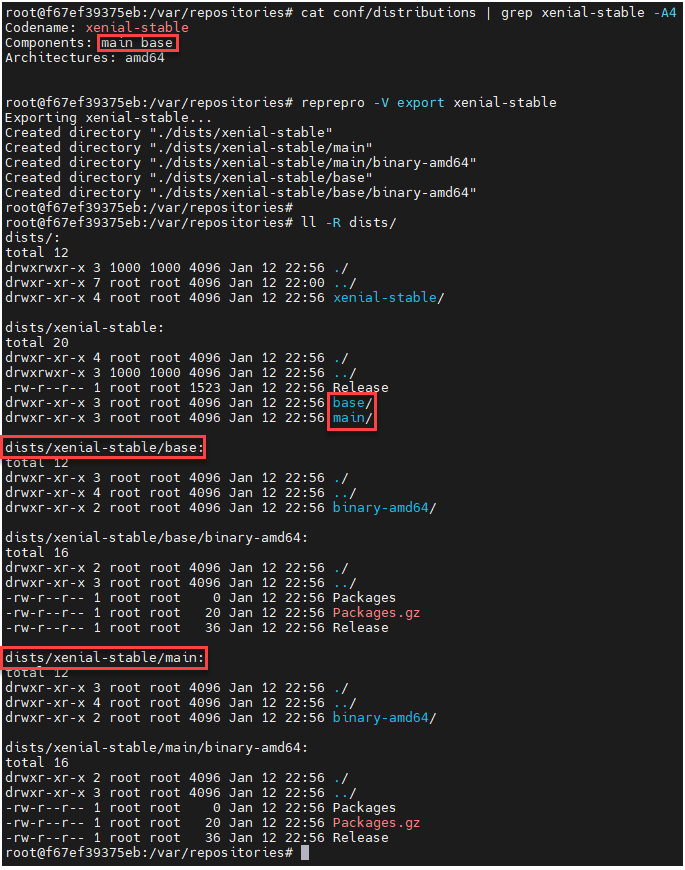 root@f67ef39375eb:/var/repositories# cat conf/distributions | grep xenial-stable -A4
Codename: xenial-stable
Components: main base
Architectures: amd64
root@f67ef39375eb:/var/repositories# reprepro -V export xenial-stable
Exporting xenial-stable...
Created directory "./dists/xenial-stable"
Created directory "./dists/xenial-stable/main"
Created directory "./dists/xenial-stable/main/binary-amd64"
Created directory "./dists/xenial-stable/base"
Created directory "./dists/xenial-stable/base/binary-amd64"
root@f67ef39375eb:/var/repositories#
root@f67ef39375eb:/var/repositories# ll -R dists/
dists/:
total 12
drwxrwxr-x 3 1000 1000 4096 Jan 12 22:56 ./
drwxr-xr-x 7 root root 4096 Jan 12 22:00 ../
drwxr-xr-x 4 root root 4096 Jan 12 22:56 xenial-stable/
dists/xenial-stable:
total 20
drwxr-xr-x 4 root root 4096 Jan 12 22:56 ./
drwxrwxr-x 3 1000 1000 4096 Jan 12 22:56 ../
-rw-r--r-- 1 root root 1523 Jan 12 22:56 Release
drwxr-xr-x 3 root root 4096 Jan 12 22:56 base/
drwxr-xr-x 3 root root 4096 Jan 12 22:56 main/
dists/xenial-stable/base:
total 12
drwxr-xr-x 3 root root 4096 Jan 12 22:56 ./
drwxr-xr-x 4 root root 4096 Jan 12 22:56 ../
drwxr-xr-x 2 root root 4096 Jan 12 22:56 binary-amd64/
dists/xenial-stable/base/binary-amd64:
total 16
drwxr-xr-x 2 root root 4096 Jan 12 22:56 ./
drwxr-xr-x 3 root root 4096 Jan 12 22:56 ../
-rw-r--r-- 1 root root    0 Jan 12 22:56 Packages
-rw-r--r-- 1 root root   20 Jan 12 22:56 Packages.gz
-rw-r--r-- 1 root root   36 Jan 12 22:56 Release
dists/xenial-stable/main:
total 12
drwxr-xr-x 3 root root 4096 Jan 12 22:56 ./
drwxr-xr-x 4 root root 4096 Jan 12 22:56 ../
drwxr-xr-x 2 root root 4096 Jan 12 22:56 binary-amd64/
dists/xenial-stable/main/binary-amd64:
total 16
drwxr-xr-x 2 root root 4096 Jan 12 22:56 ./
drwxr-xr-x 3 root root 4096 Jan 12 22:56 ../
-rw-r--r-- 1 root root    0 Jan 12 22:56 Packages
-rw-r--r-- 1 root root   20 Jan 12 22:56 Packages.gz
-rw-r--r-- 1 root root   36 Jan 12 22:56 Release
root@f67ef39375eb:/var/repositories#